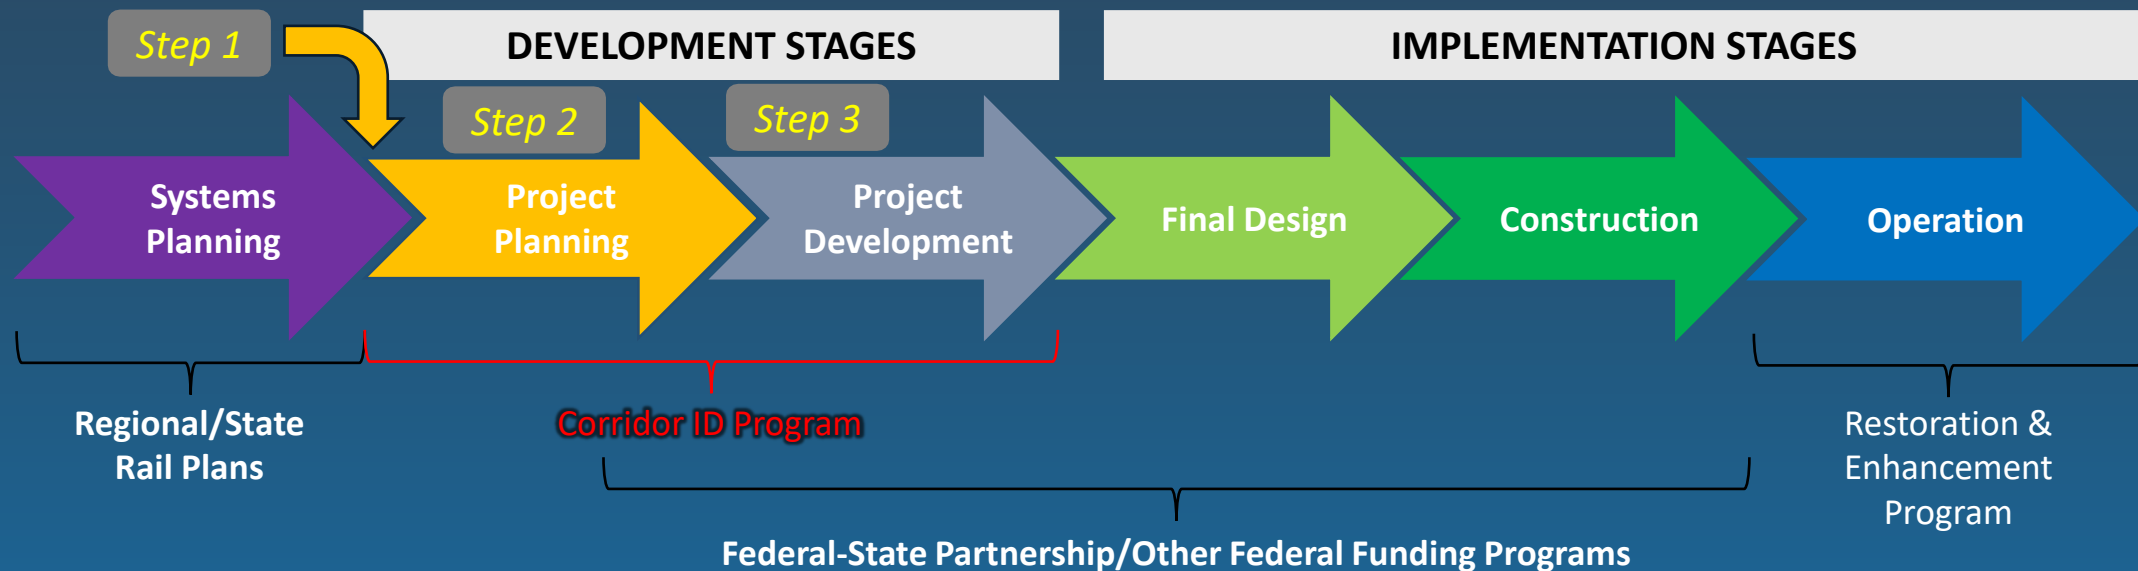 Step 1
DEVELOPMENT STAGES
IMPLEMENTATION STAGES
Step 2
Step 3
Systems
Planning
Project
Planning
Project
Development
Final Design
Construction
Operation
Regional/State
Rail Plans
Corridor ID Program
Restoration &
Enhancement
Program
Federal-State Partnership/Other Federal Funding Programs